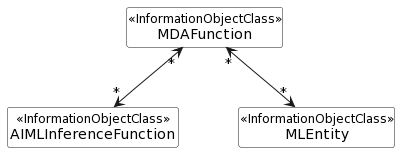 «InformationObjectClass»
MDAFunction
* *
* *
«InformationObjectClass»
AIMLInferenceFunction
«InformationObjectClass»
MLEntity